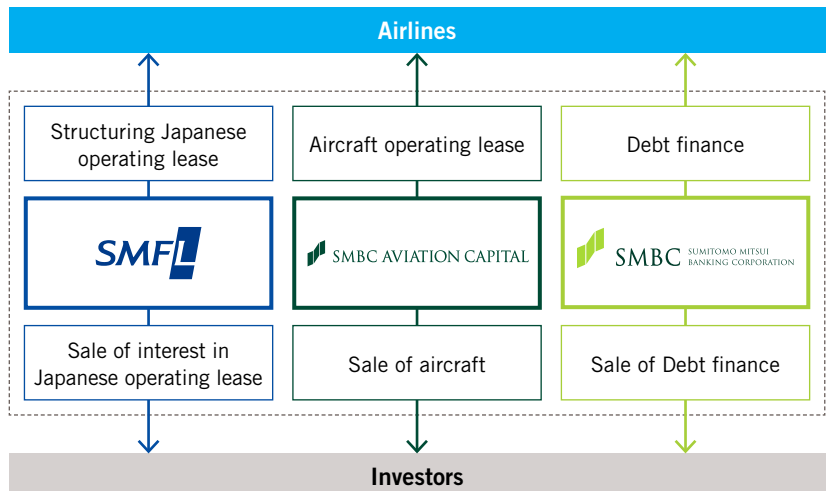 Airlines
Structuring Japanese
operating lease
Aircraft operating lease
Debt finance
SMFL
SMBC AVIATION CAPITAL
SMBC
SUMITOMO MITSUI
BANKING CORPORATION
Sale of interest in
Japanese operating lease
Sale of aircraft
Sale of Debt finance
Investors